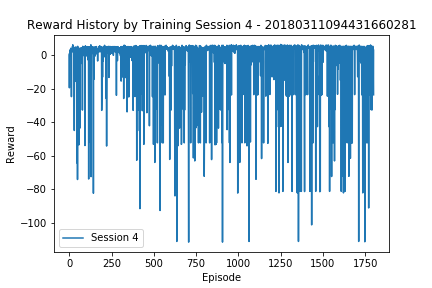 Reward History by Training Session 4 - 20180311094431660281
Reward
0
−20
−40
−60
−80
−100
Session 4
0 250 500 750 1000 1250 1500 1750
Episode